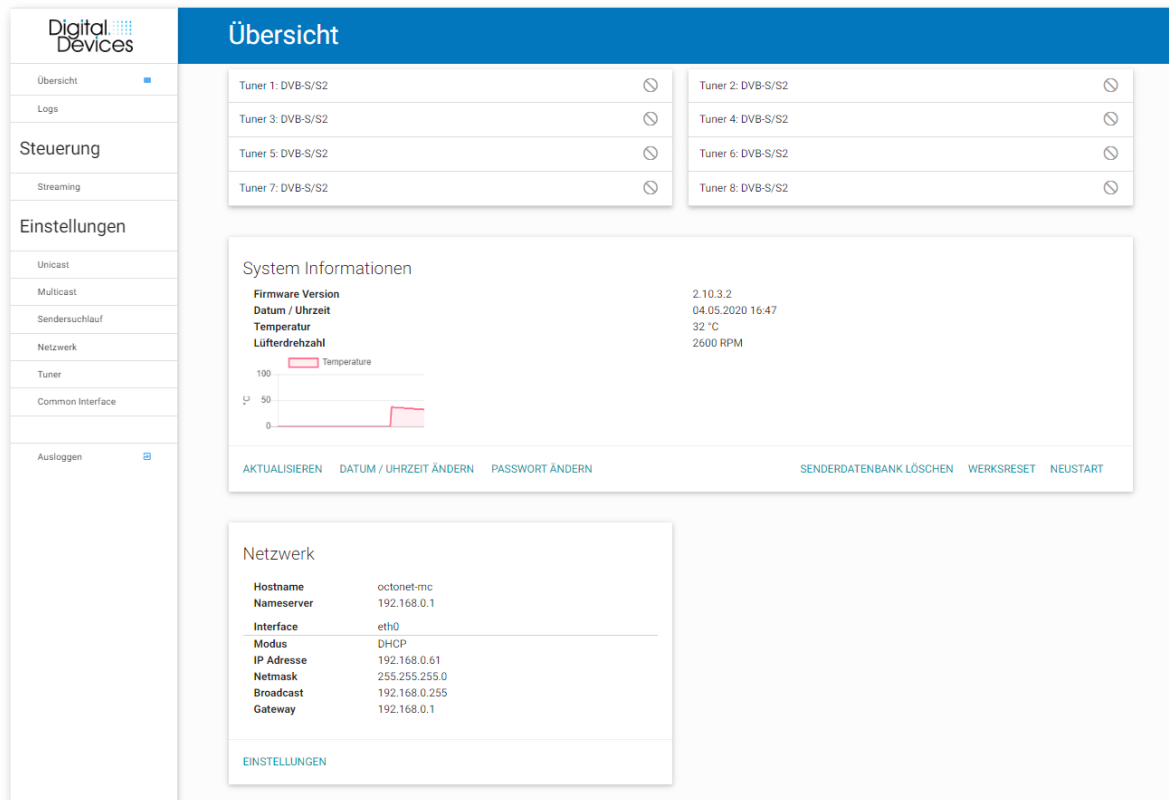 Digital.
Devices
Übersicht
Übersicht
Logs
Steuerung
Streaming
Einstellungen
Unicast
Multicast
Sendersuchlauf
Netzwerk
Tuner
Common Interface
Ausloggen
Tuner 1: DVB-S/S2
Tuner 2: DVB-S/S2
Tuner 3: DVB-S/S2
Tuner 4: DVB-S/S2
Tuner 5: DVB-S/S2
Tuner 6: DVB-S/S2
Tuner 7: DVB-S/S2
Tuner 8: DVB-S/S2
System Informationen
Firmware Version 2.10.3.2
Datum / Uhrzeit 04.05.2020 16:47
Temperatur 32 °C
Lüfterdrehzahl 2600 RPM
Temperature
100
°C
50
0
AKTUALISIEREN DATUM / UHRZEIT ÄNDERN PASSWORT ÄNDERN SENDERDATENBANK LÖSCHEN WERKSRESET NEUSTART
Netzwerk
Hostname octonet-mc
Nameserver 192.168.0.1
Interface eth0
Modus DHCP
IP Adresse 192.168.0.61
Netmask 255.255.255.0
Broadcast 192.168.0.255
Gateway 192.168.0.1
EINSTELLUNGEN